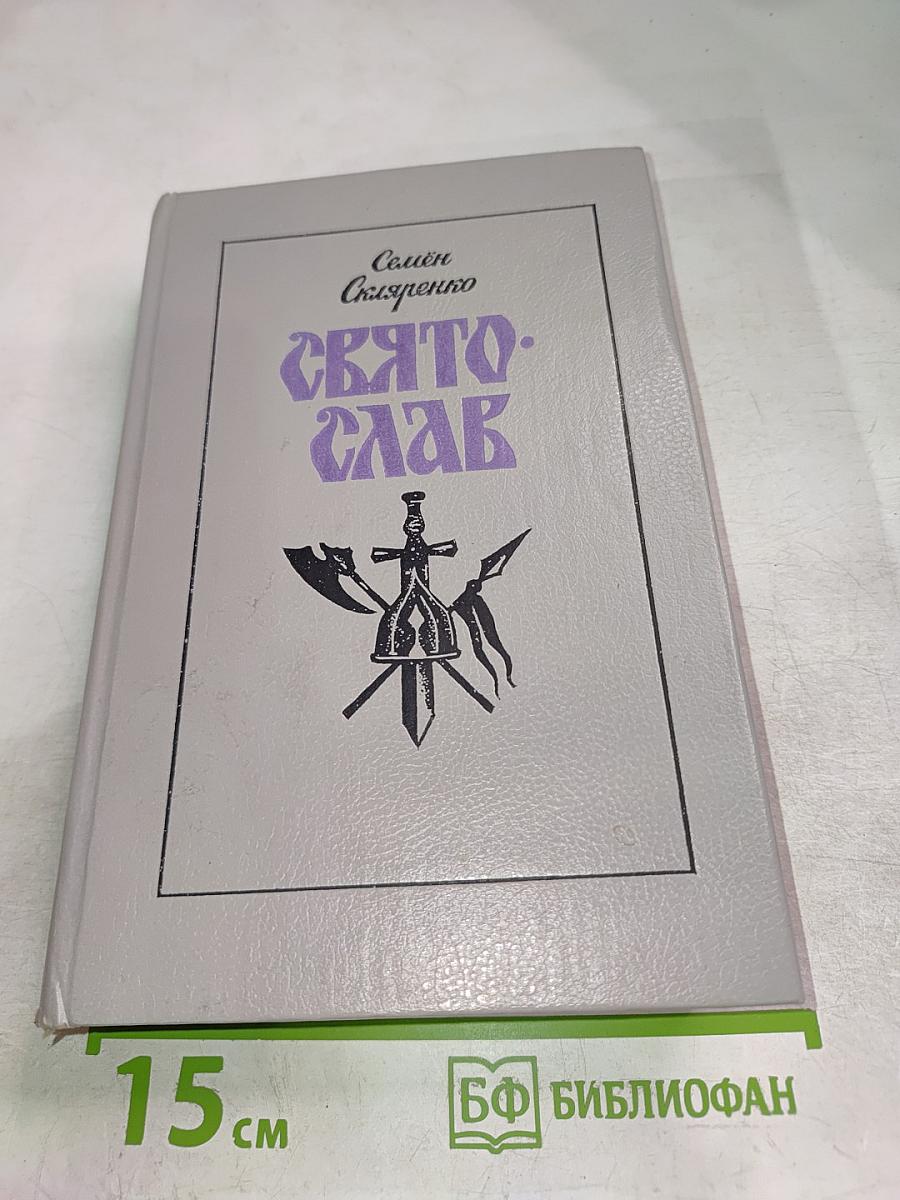 Семён
Скляренко
СВЯТО-
СЛАВ
15 см
БФ БИБЛИОФАН